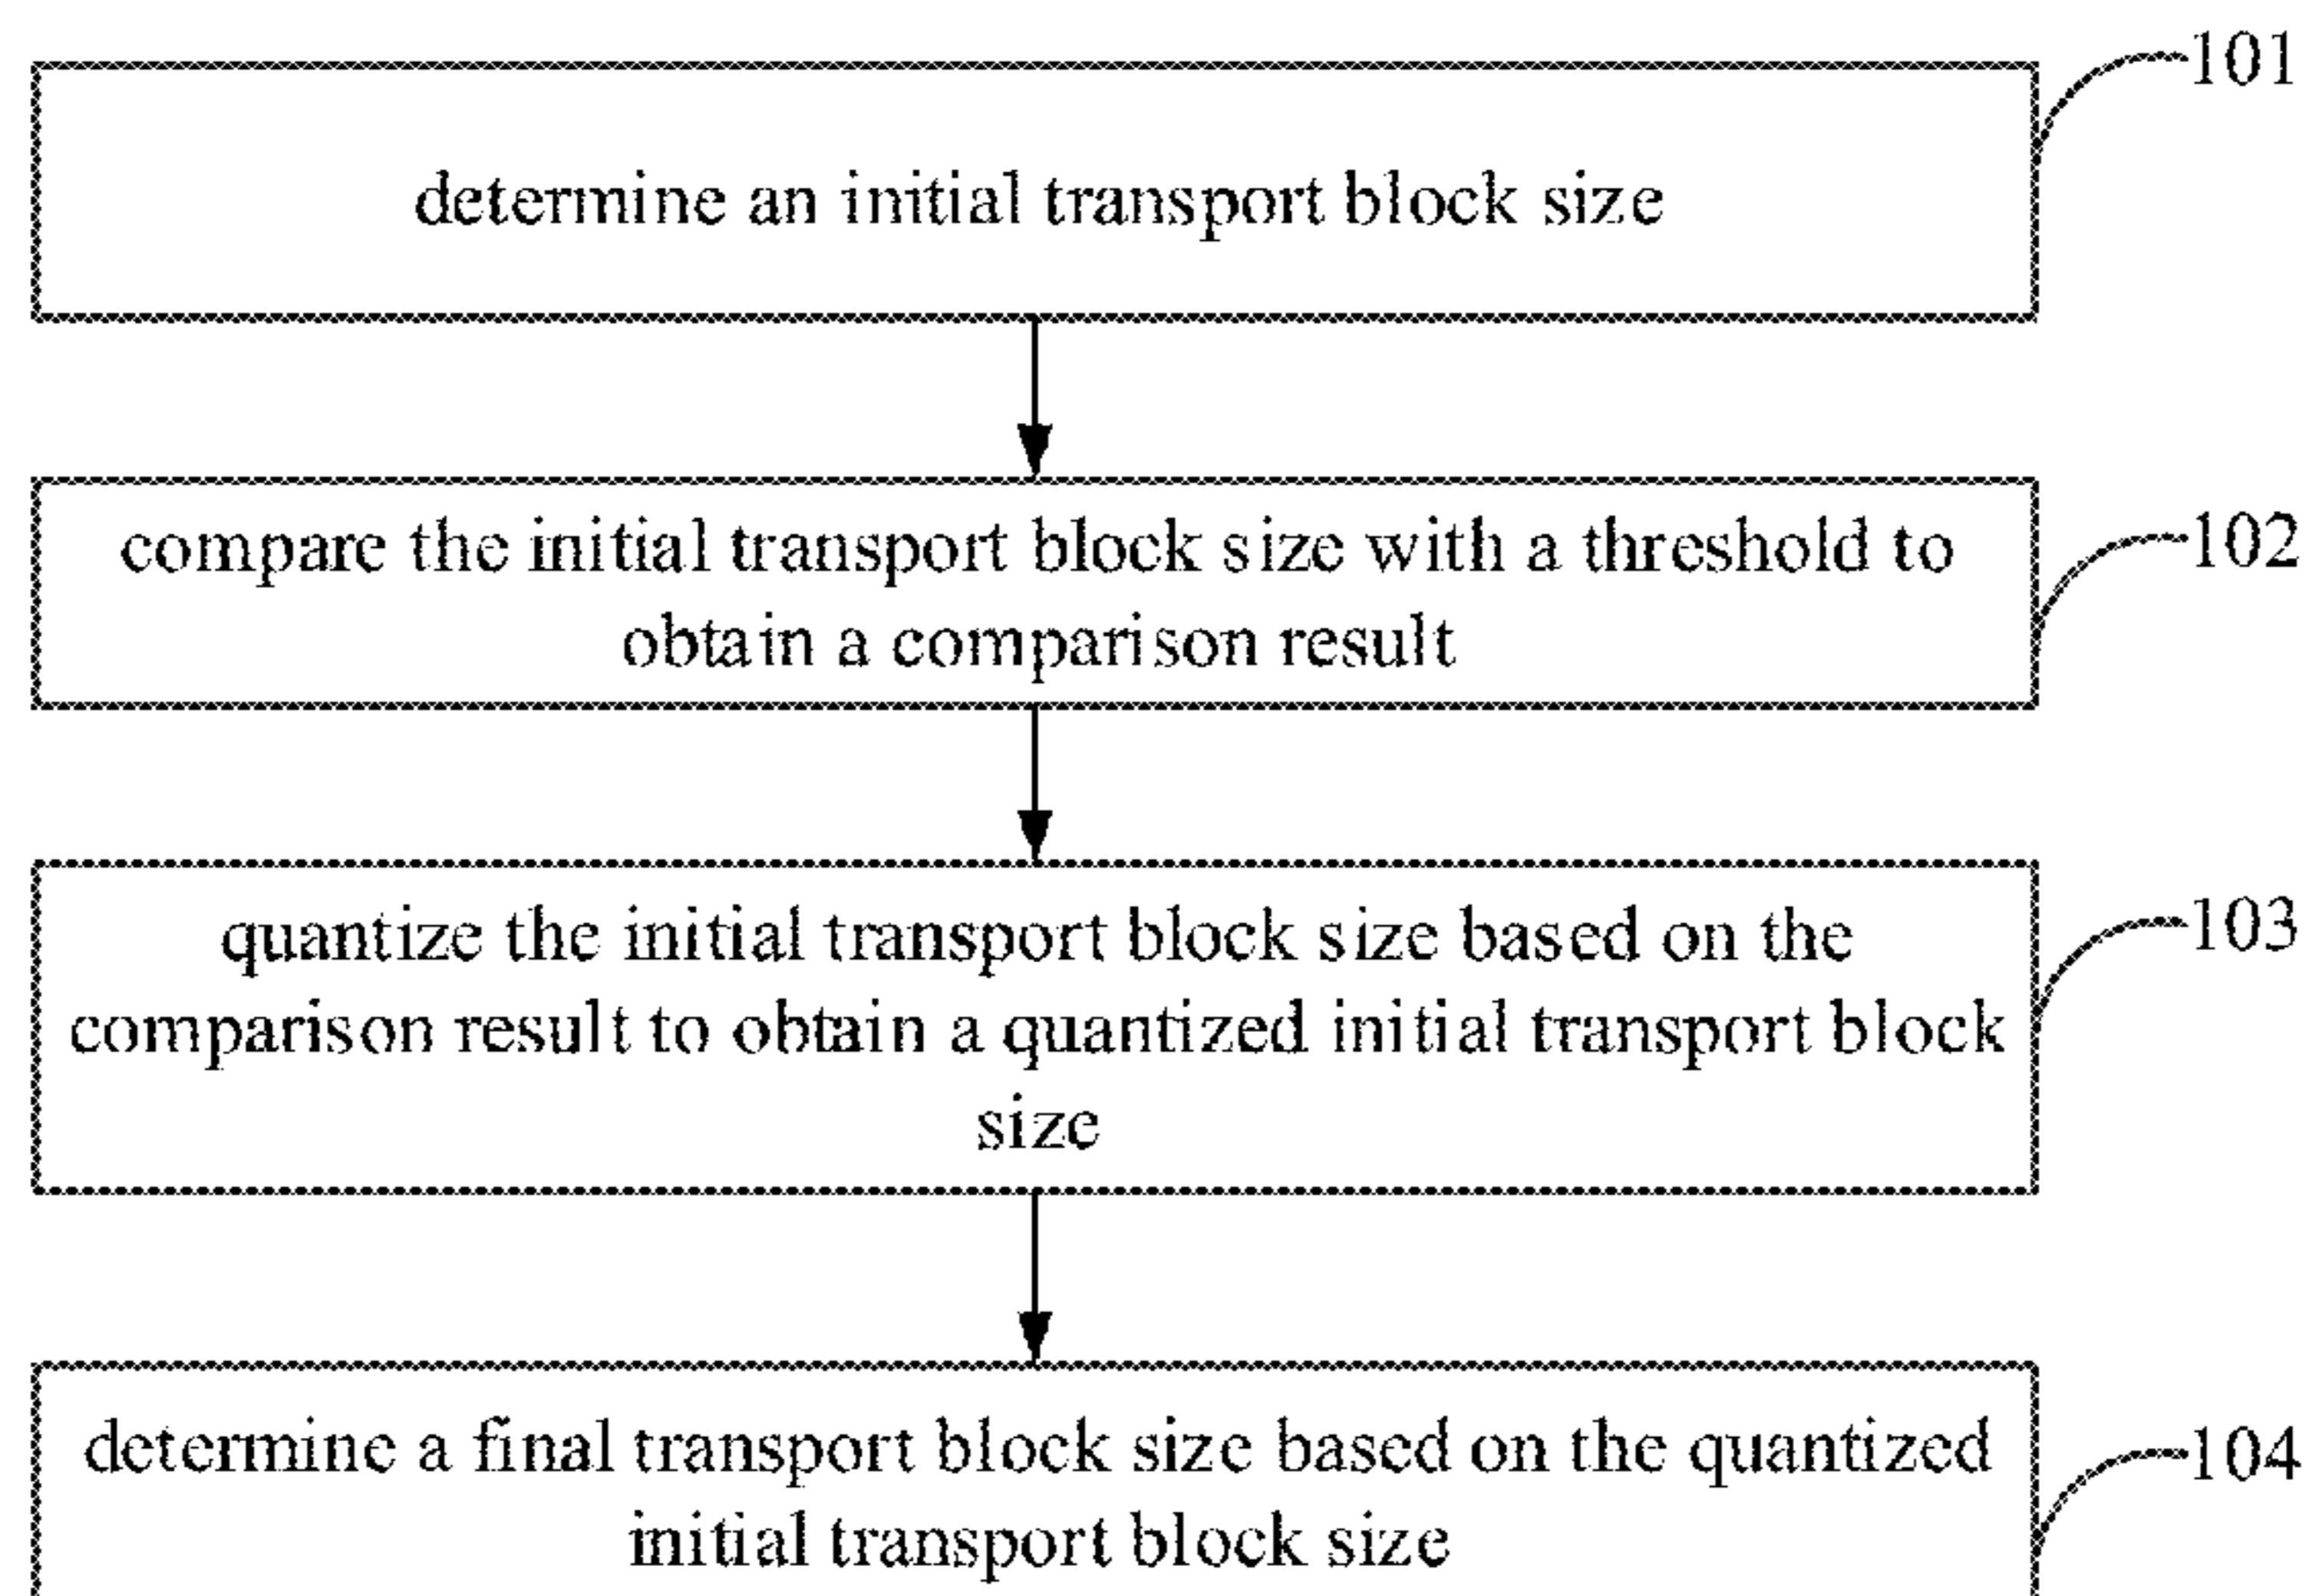 101
determine an initial transport block size
compare the initial transport block size with a threshold to
obtain a comparison result
102
quantize the initial transport block size based on the
comparison result to obtain a quantized initial transport block
size
103
determine a final transport block size based on the quantized
initial transport block size
104